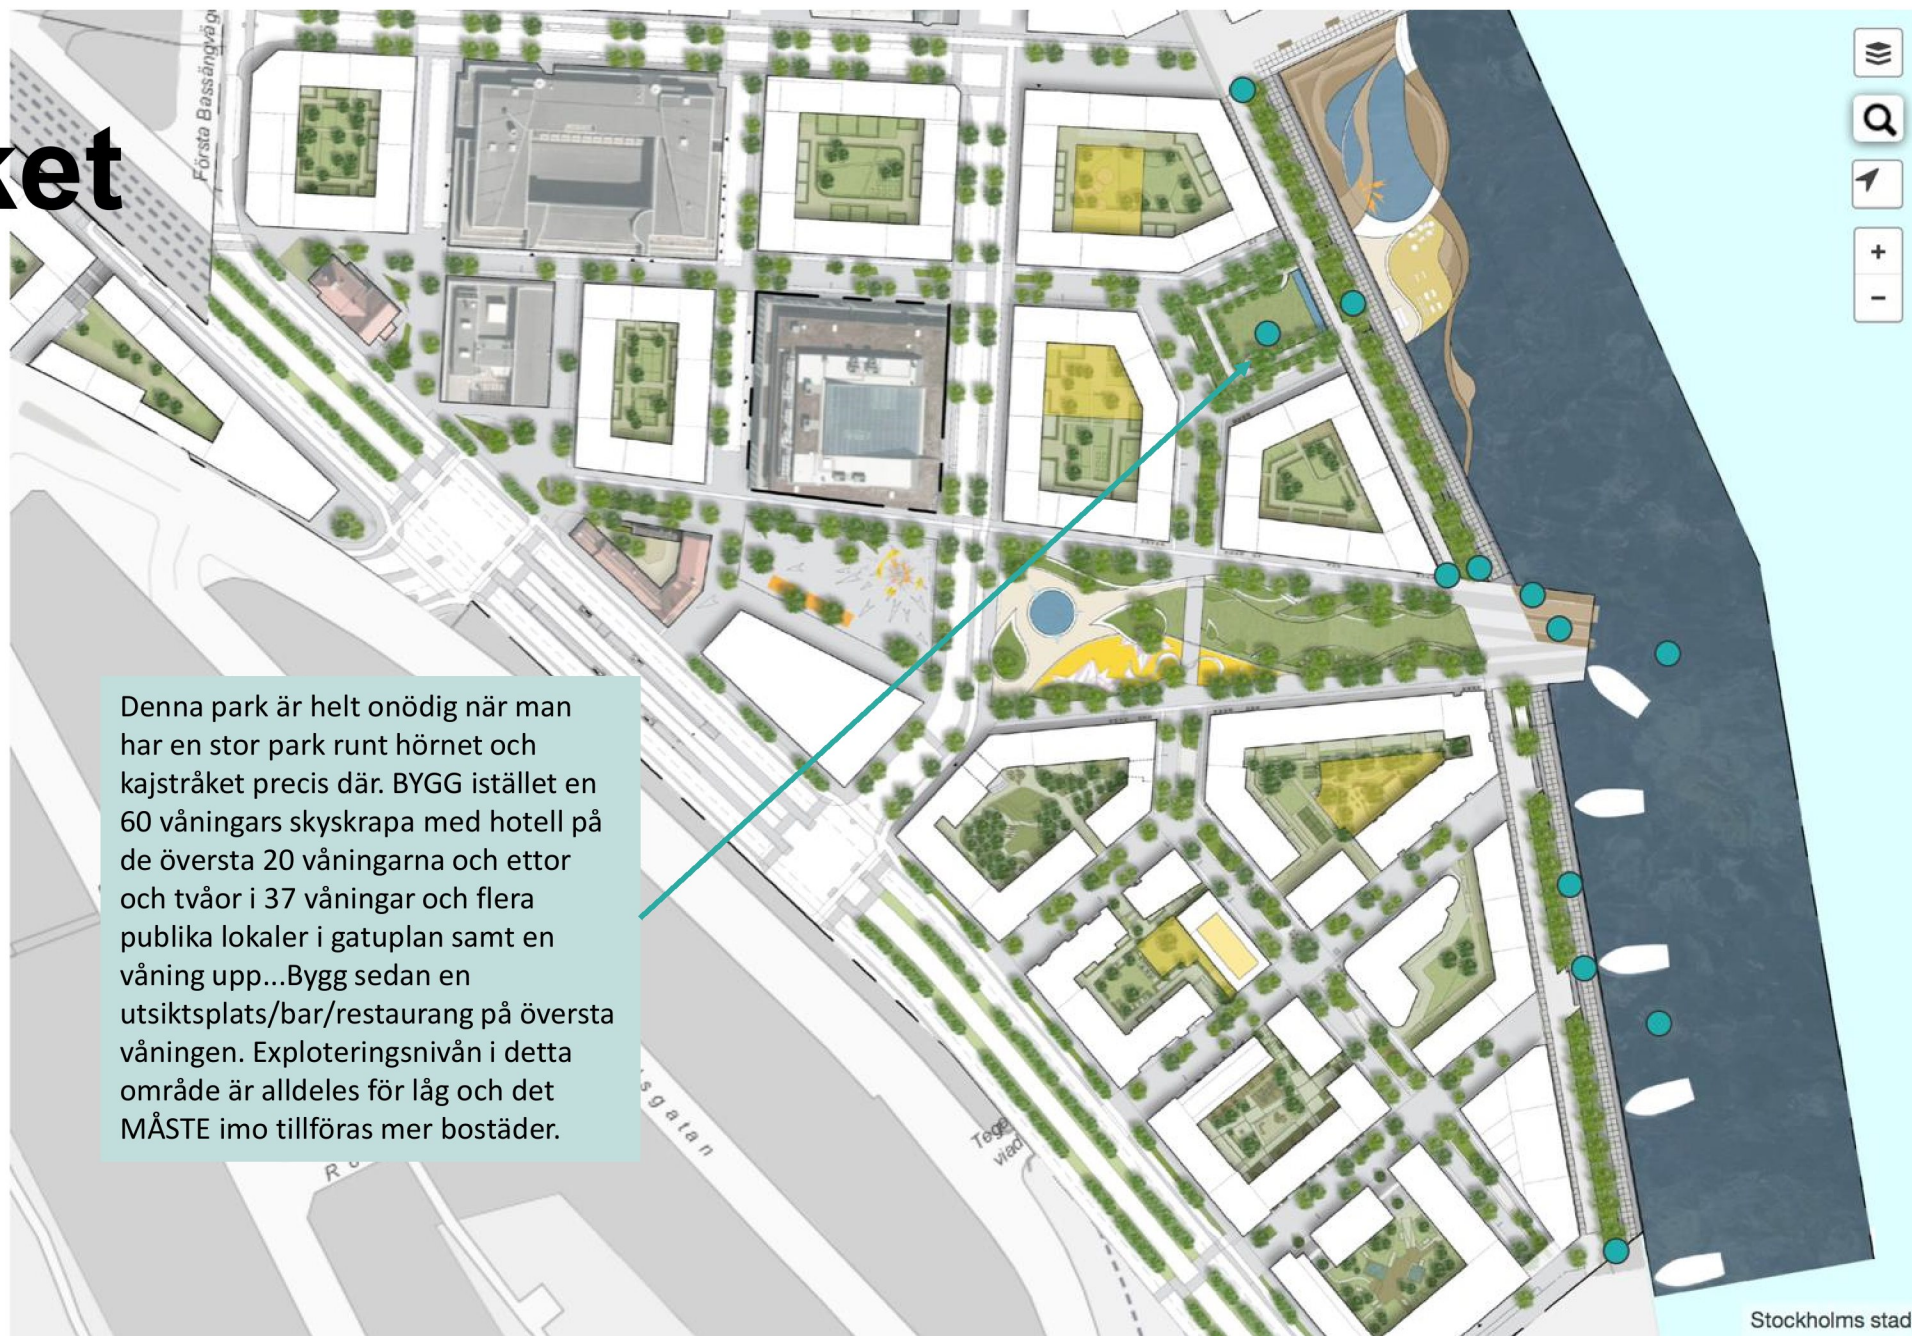 Första Bassängväg
ket
+
−
Denna park är helt onödig när man
har en stor park runt hörnet och
kajstråket precis där. BYGG istället en
60 våningars skyskrapa med hotell på
de översta 20 våningarna och ettor
och tvåor i 37 våningar och flera
publika lokaler i gatuplan samt en
våning upp...Bygg sedan en
utsiktsplats/bar/restaurang på översta
våningen. Exploteringsnivån i detta
område är alldeles för låg och det
MÅSTE imo tillföras mer bostäder.
sgatan
Tege
viad
Stockholms stad